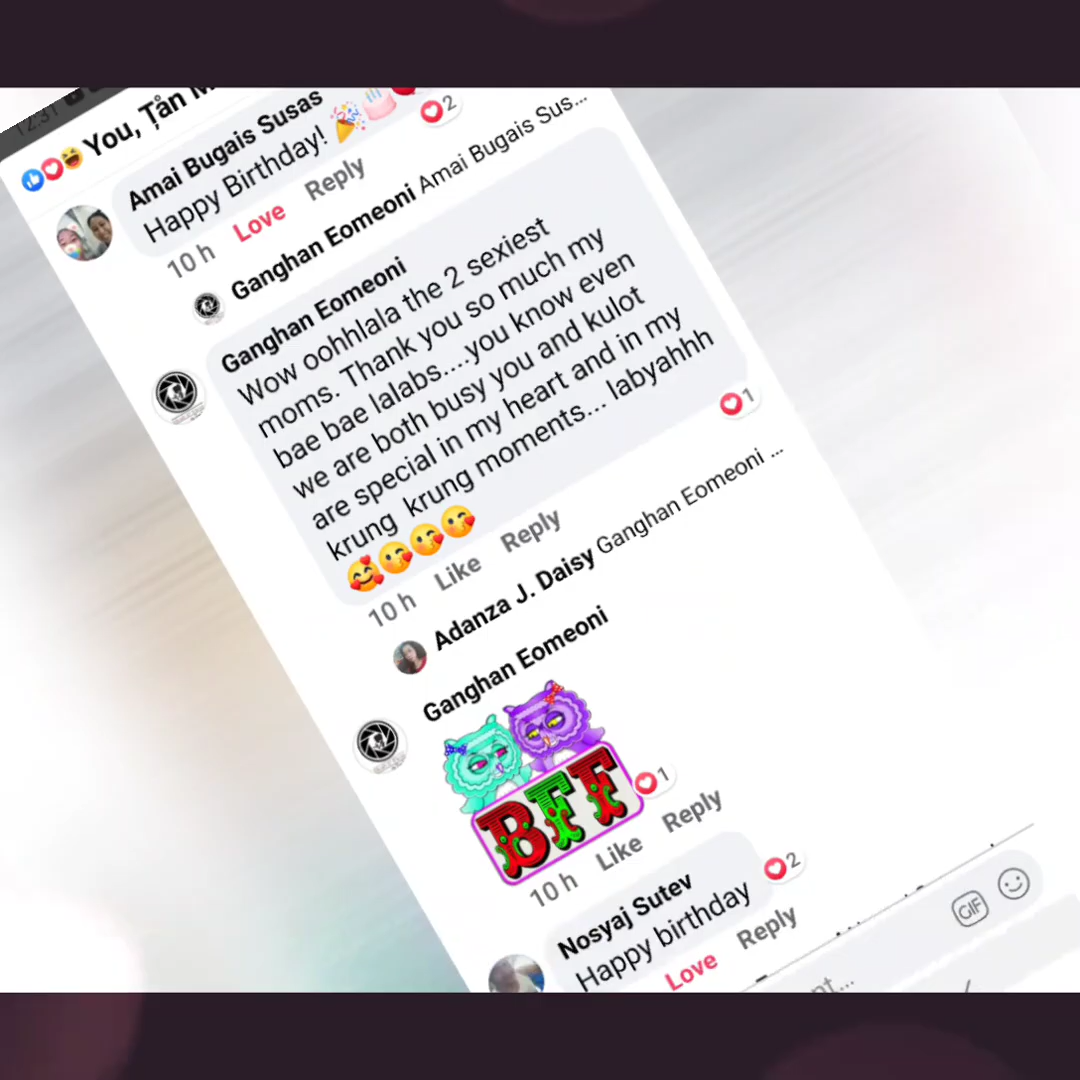 12:31
You, Țån M
Amai Bugais Susas
Happy Birthday! 🎉🎂
2
10 h Love Reply
Ganghan Eomeoni Amai Bugais Sus...
Ganghan Eomeoni
Wow oohhlala the 2 sexiest
moms. Thank you so much my
bae bae lalabs....you know even
we are both busy you and kulot
are special in my heart and in my
krung krung moments... labyahhh
🥰😘😘😘
1
10 h Like Reply
Adanza J. Daisy Ganghan Eomeoni ...
Ganghan Eomeoni
BFF
1
10 h Like Reply
Nosyaj Sutev
Happy birthday
2
Love Reply
GIF